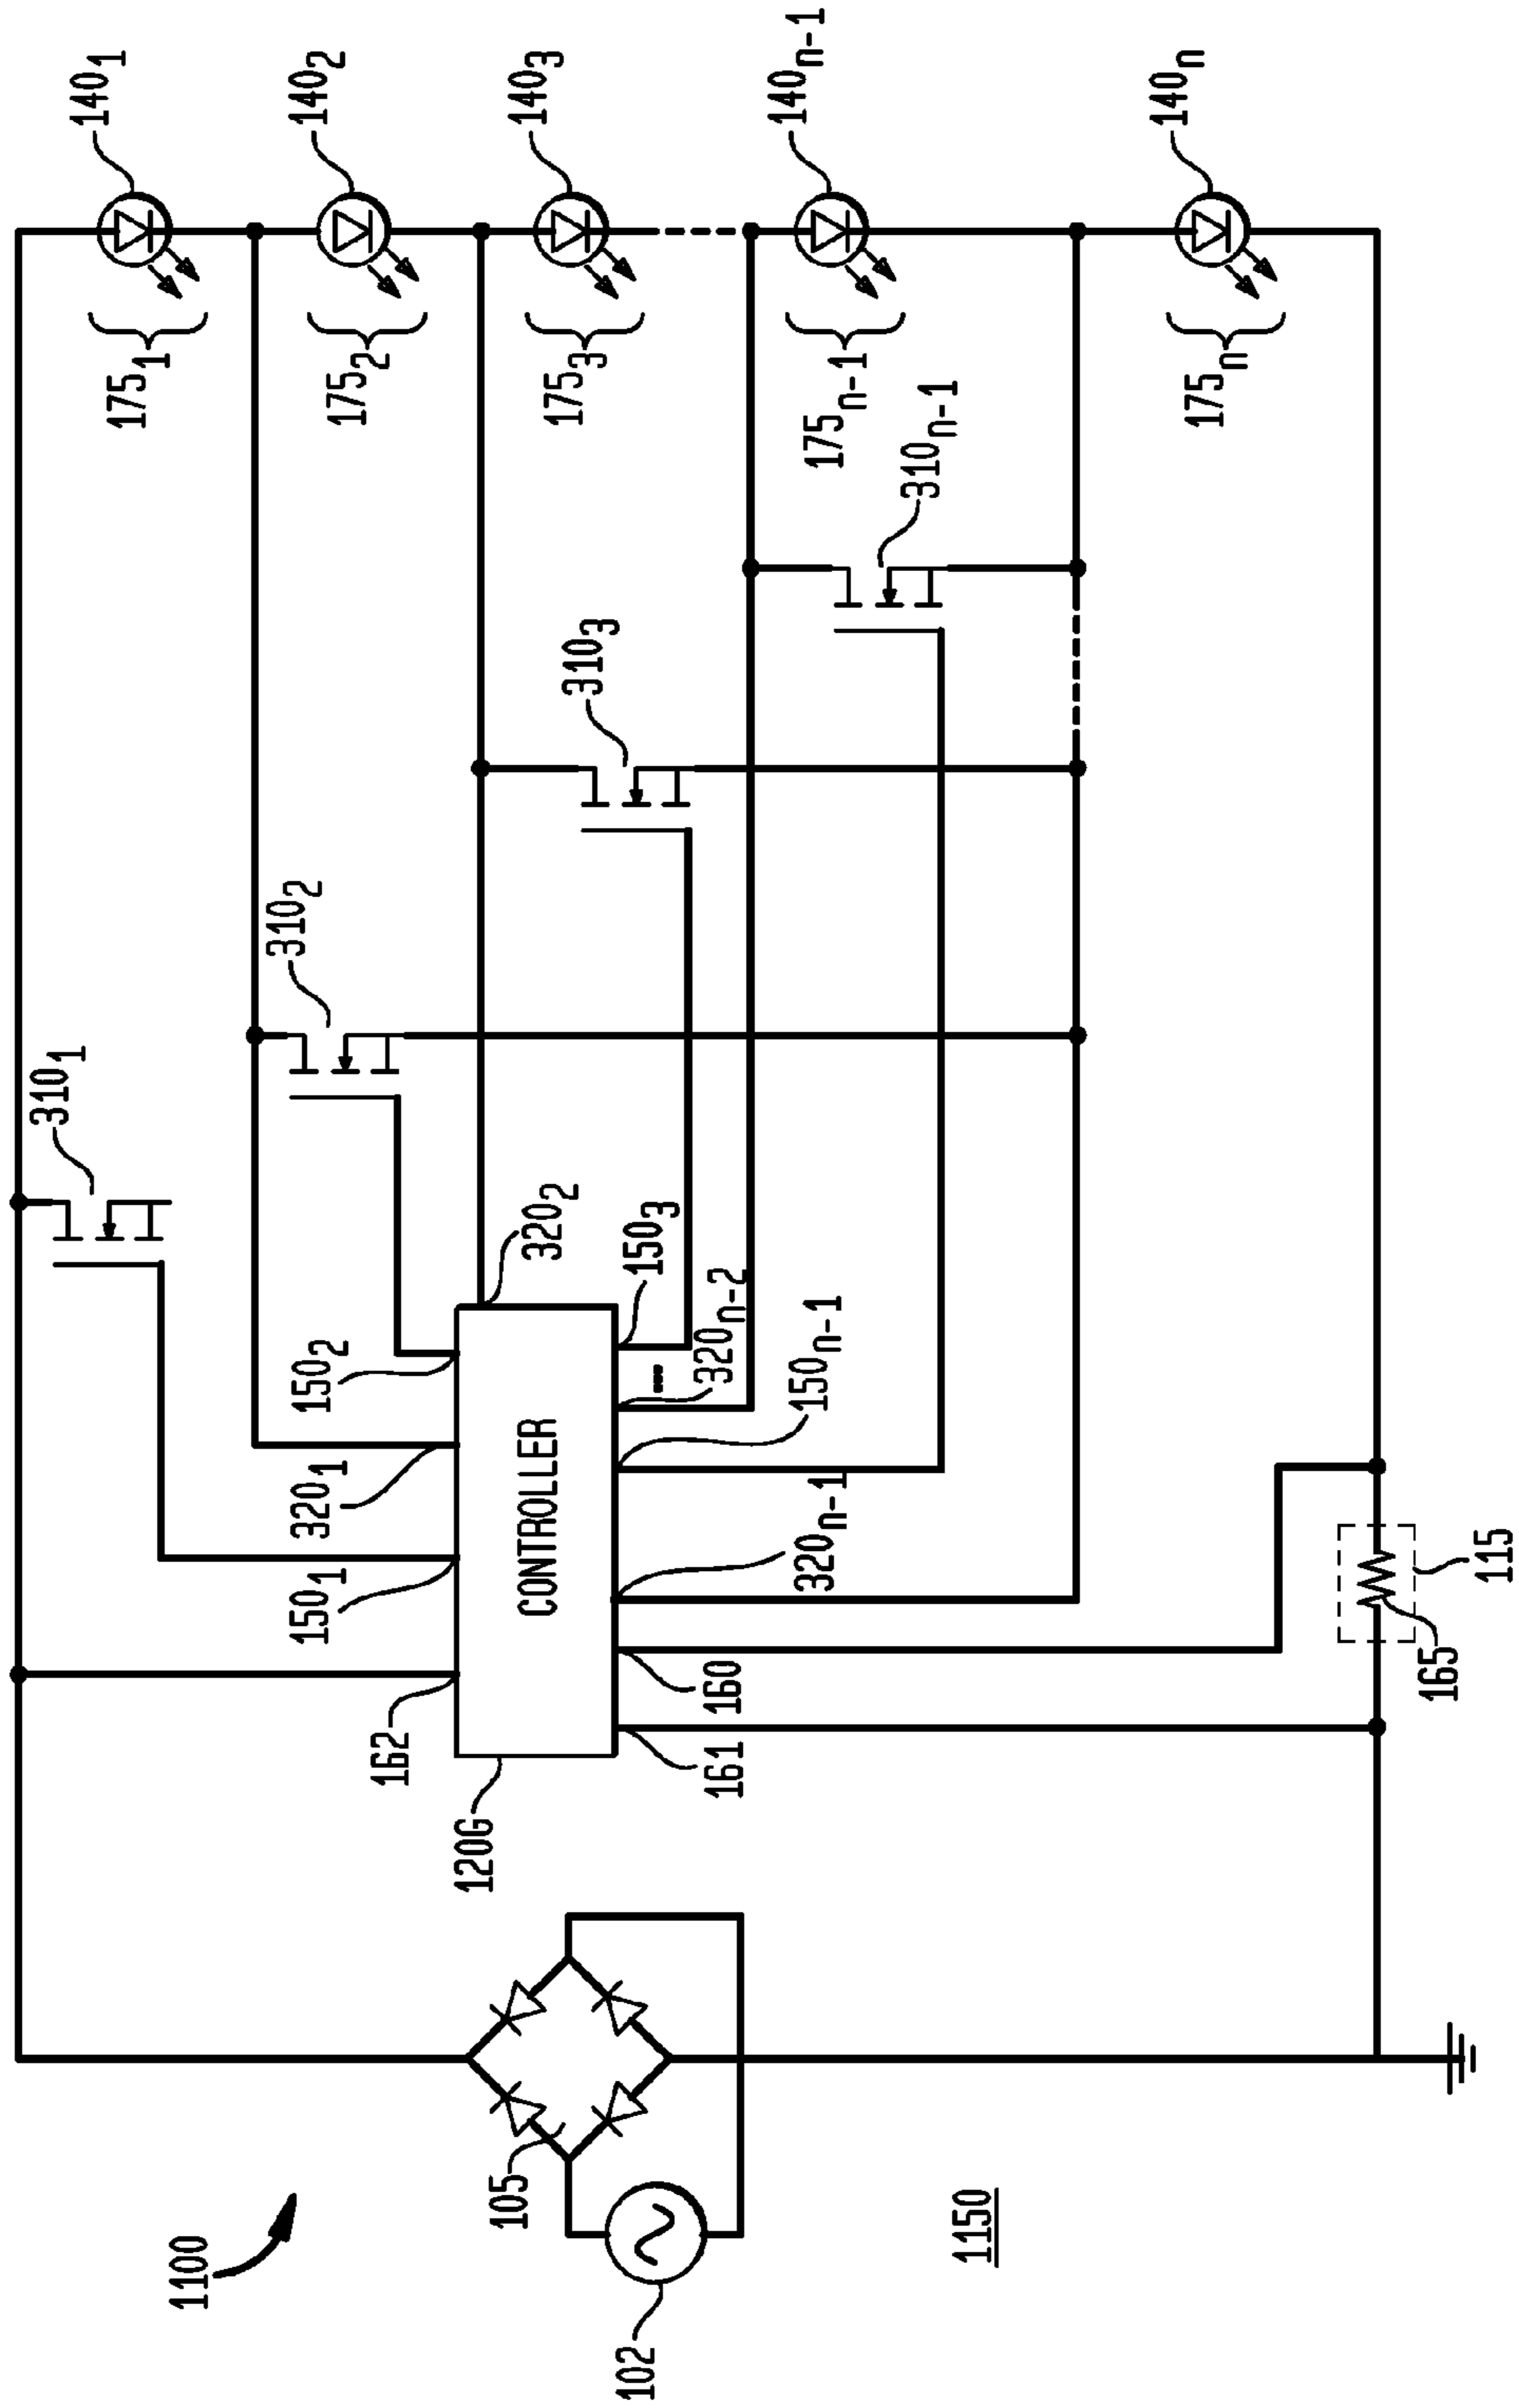 140₁
140₂
140₃
140ₙ₋₁
140ₙ
175₁
175₂
175₃
175ₙ₋₁
175ₙ
310₁
310₂
310₃
310ₙ₋₁
150₁
320₁
150₂
320₂
150₃
...
320ₙ₋₂
150ₙ₋₁
320ₙ₋₁
160
161
162
CONTROLLER
120G
165
115
105
102
1100
1150